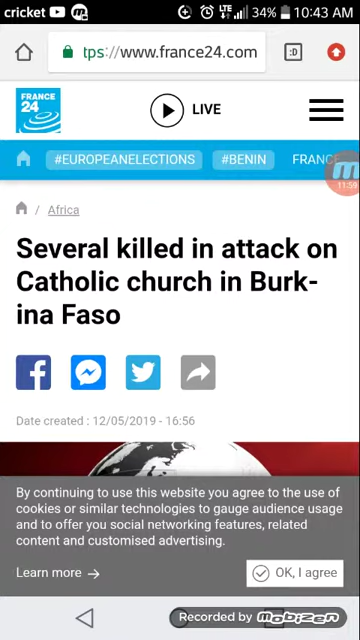 cricket LTE 34% 10:43 AM
tps://www.france24.com :D
FRANCE
24
LIVE
#EUROPEANELECTIONS #BENIN FRANC
11:59
/ Africa
Several killed in attack on
Catholic church in Burk-
ina Faso
Date created : 12/05/2019 - 16:56
By continuing to use this website you agree to the use of
cookies or similar technologies to gauge audience usage
and to offer you social networking features, related
content and customised advertising.
Learn more → OK, I agree
Recorded by mobizen